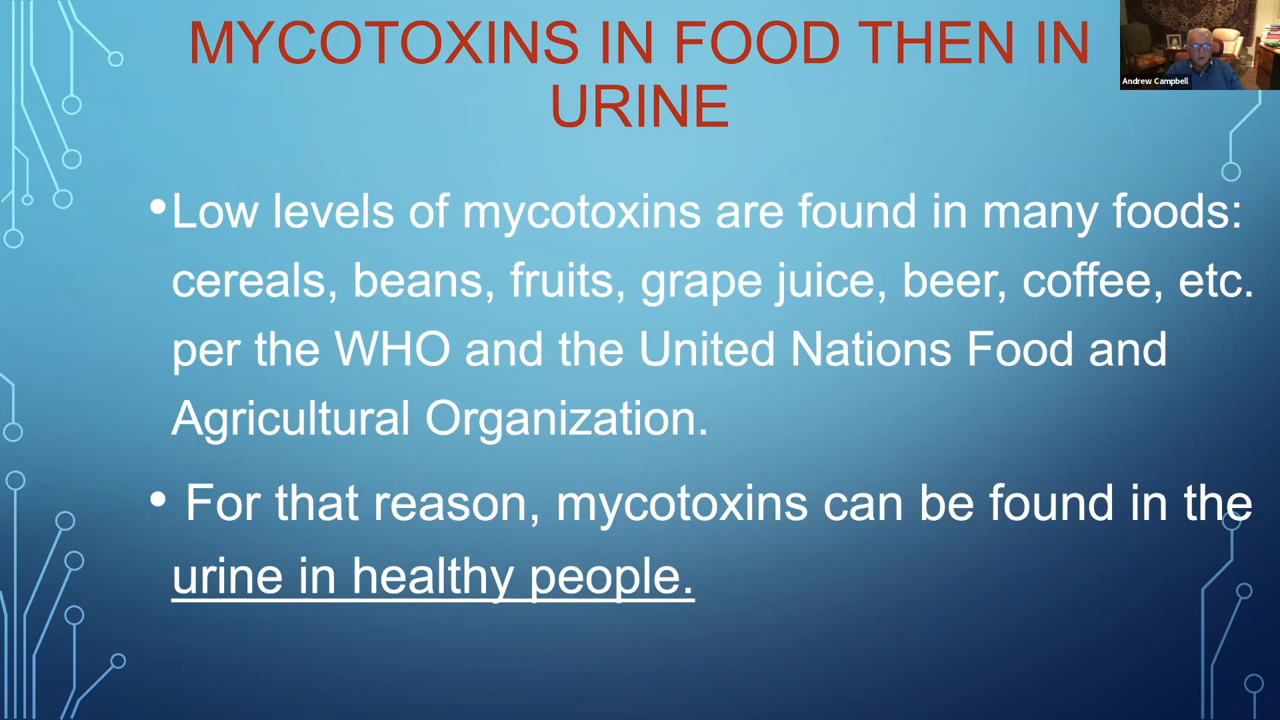 MYCOTOXINS IN FOOD THEN IN
URINE
Andrew Campbell
•Low levels of mycotoxins are found in many foods:
cereals, beans, fruits, grape juice, beer, coffee, etc.
per the WHO and the United Nations Food and
Agricultural Organization.
• For that reason, mycotoxins can be found in the
urine in healthy people.